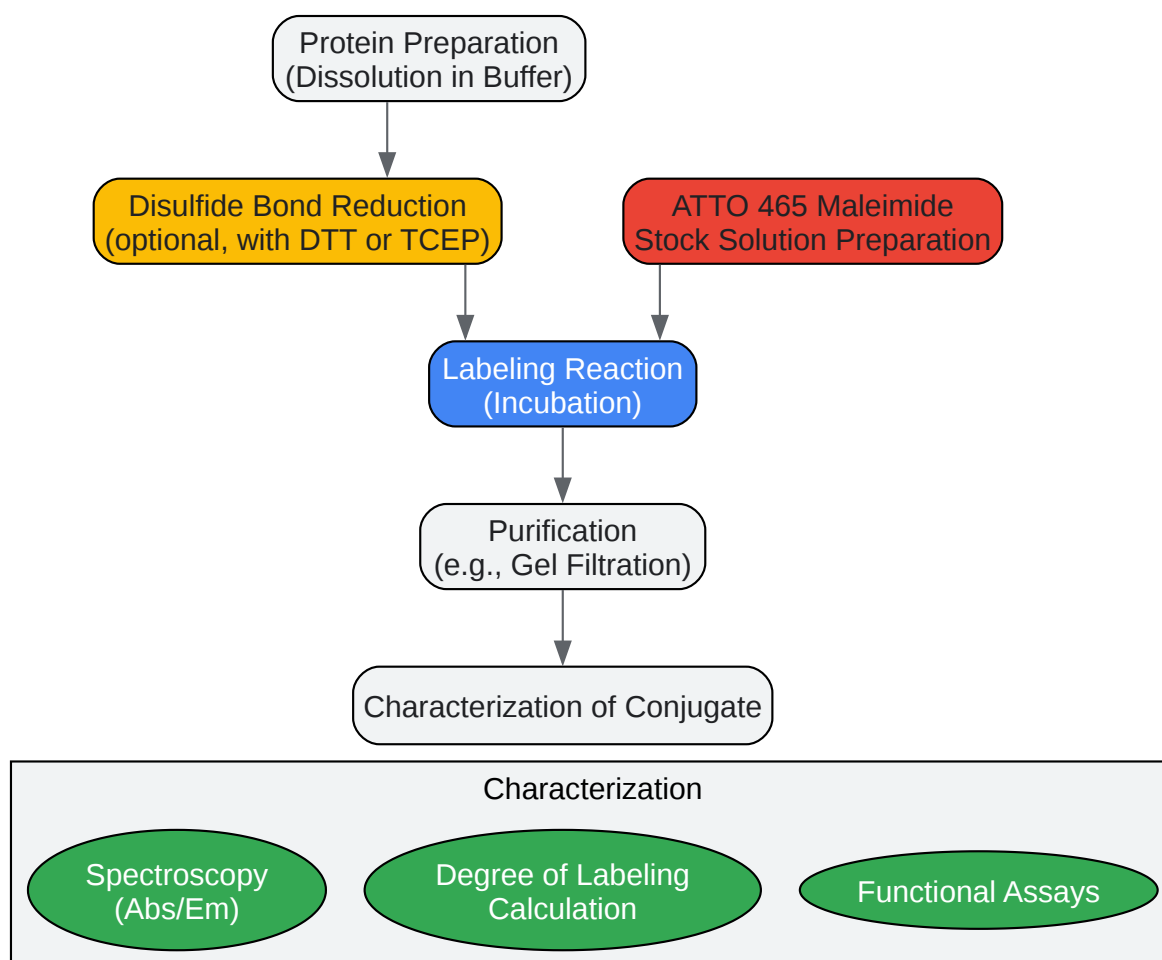 Protein Preparation
(Dissolution in Buffer)
Disulfide Bond Reduction
(optional, with DTT or TCEP)
ATTO 465 Maleimide
Stock Solution Preparation
Labeling Reaction
(Incubation)
Purification
(e.g., Gel Filtration)
Characterization of Conjugate
Characterization
Spectroscopy
(Abs/Em)
Degree of Labeling
Calculation
Functional Assays